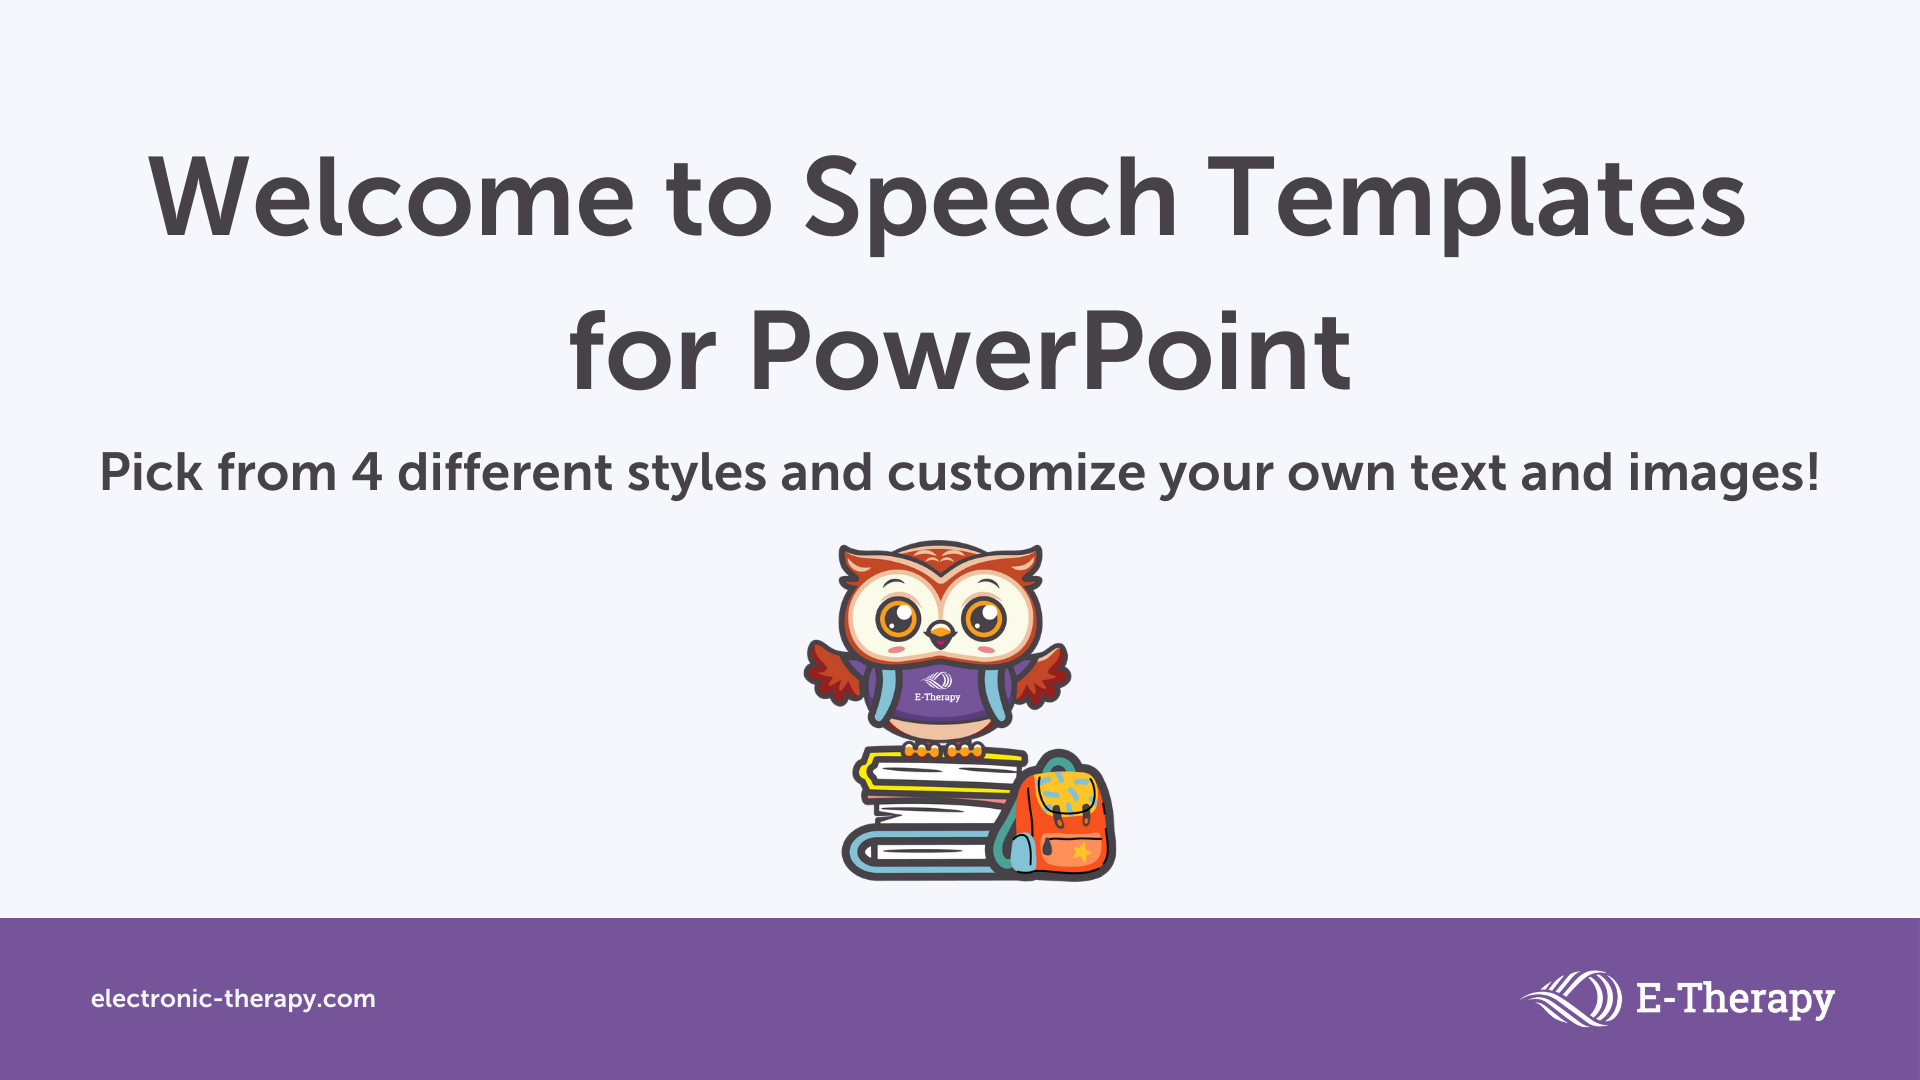 Welcome to Speech Templates
for PowerPoint
Pick from 4 different styles and customize your own text and images!
E-Therapy
electronic-therapy.com
E-Therapy